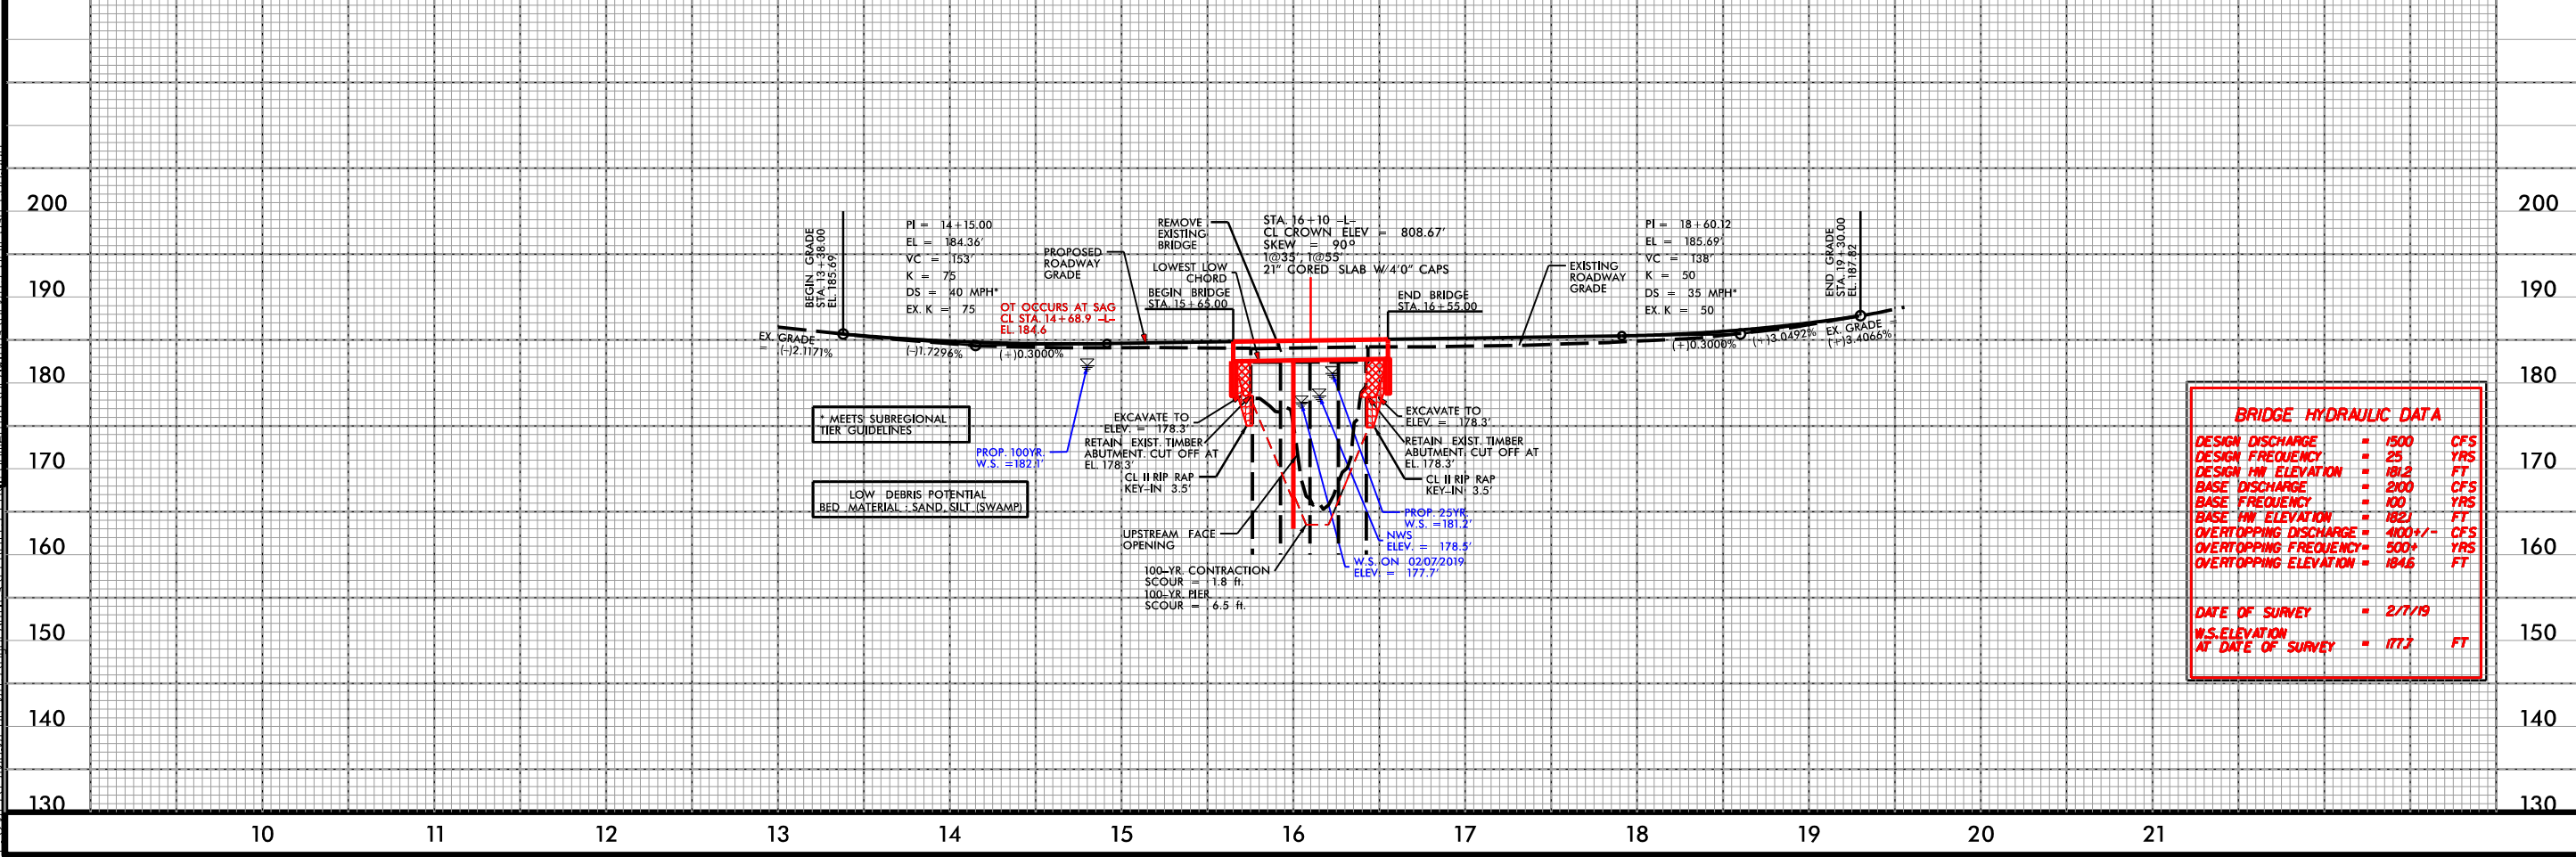 200
190
180
170
160
150
140
130
BEGIN GRADE
STA. 13+38.00
EL. 185.69'
PI = 14+15.00
EL = 184.36'
VC = 153'
K = 75
DS = 40 MPH*
EX. K = 75
PROPOSED
ROADWAY
GRADE
OT OCCURS AT SAG
CL STA. 14+68.9 -L-
EL. 184.6
REMOVE
EXISTING
BRIDGE
LOWEST LOW
CHORD
BEGIN BRIDGE
STA. 15+65.00
STA. 16+10 -L-
CL CROWN ELEV = 808.67'
SKEW = 90°
1@35', 1@55'
21" CORED SLAB W/4'0" CAPS
END BRIDGE
STA. 16+55.00
EXISTING
ROADWAY
GRADE
PI = 18+60.12
EL = 185.69'
VC = 138'
K = 50
DS = 35 MPH*
EX. K = 50
END GRADE
STA. 19+30.00
EL. 187.82
EX. GRADE
= (-)2.1171%
(-)1.7296%
(+)0.3000%
(+)0.3000%
(+)3.0492%
EX. GRADE =
(+)3.4066%
* MEETS SUBREGIONAL
TIER GUIDELINES
LOW DEBRIS POTENTIAL
BED MATERIAL : SAND, SILT (SWAMP)
PROP. 100YR.
W.S. =182.1'
EXCAVATE TO
ELEV. = 178.3'
RETAIN EXIST. TIMBER
ABUTMENT. CUT OFF AT
EL. 178.3'
CL II RIP RAP
KEY-IN 3.5'
UPSTREAM FACE
OPENING
100-YR. CONTRACTION
SCOUR = 1.8 ft.
100-YR. PIER
SCOUR = 6.5 ft.
EXCAVATE TO
ELEV. = 178.3'
RETAIN EXIST. TIMBER
ABUTMENT. CUT OFF AT
EL. 178.3'
CL II RIP RAP
KEY-IN 3.5'
PROP. 25YR.
W.S. =181.2'
NWS
ELEV. = 178.5'
W.S. ON 02/07/2019
ELEV. = 177.7'
BRIDGE HYDRAULIC DATA
DESIGN DISCHARGE = 1500 CFS
DESIGN FREQUENCY = 25 YRS
DESIGN HW ELEVATION = 181.2 FT
BASE DISCHARGE = 2100 CFS
BASE FREQUENCY = 100 YRS
BASE HW ELEVATION = 182.1 FT
OVERTOPPING DISCHARGE = 4100+/- CFS
OVERTOPPING FREQUENCY = 500+ YRS
OVERTOPPING ELEVATION = 184.6 FT
DATE OF SURVEY = 2/7/19
W.S. ELEVATION
AT DATE OF SURVEY = 177.7 FT
200
190
180
170
160
150
140
130
10 11 12 13 14 15 16 17 18 19 20 21